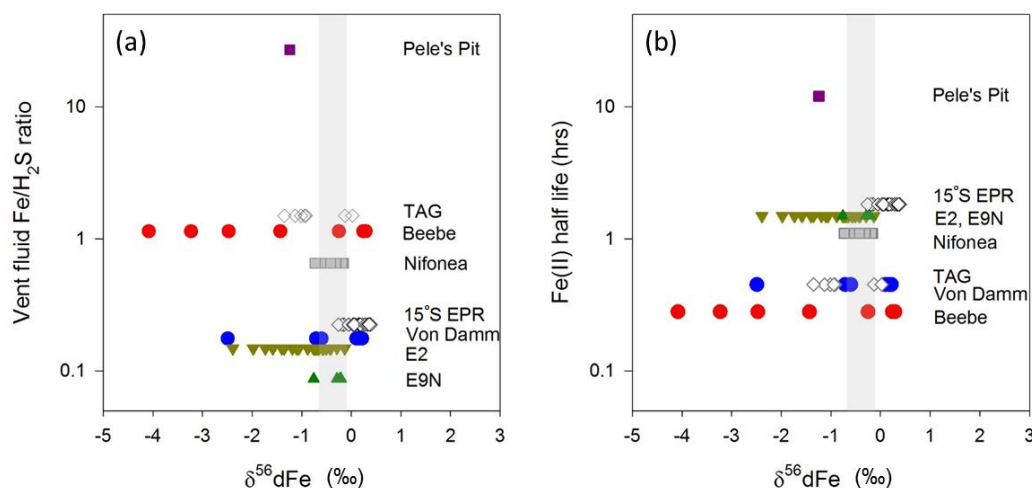 (a)
Pele's Pit
10
TAG
Beebe
1
Nifonea
15°S EPR
Von Damm
E2
0.1
E9N
-5 -4 -3 -2 -1 0 1 2 3
Vent fluid Fe/H₂S ratio
δ⁵⁶dFe (‰)
(b)
Pele's Pit
10
15°S EPR
E2, E9N
1
Nifonea
TAG
Von Damm
Beebe
0.1
-5 -4 -3 -2 -1 0 1 2 3
Fe(II) half life (hrs)
δ⁵⁶dFe (‰)